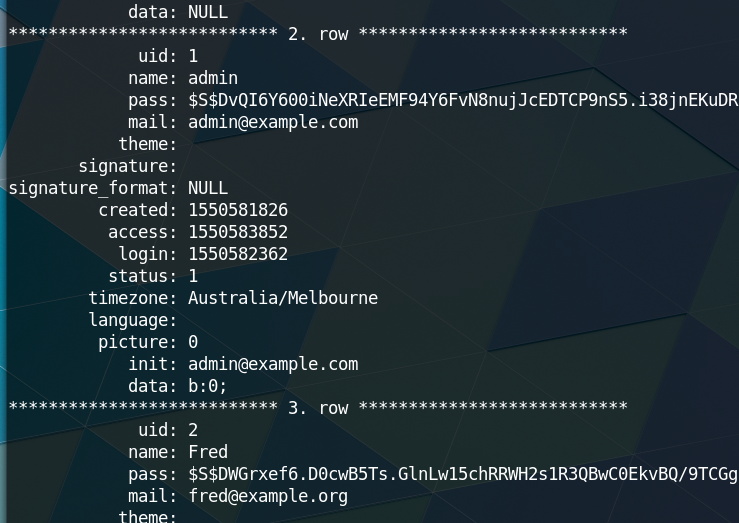 data: NULL
*************************** 2. row ***************************
uid: 1
name: admin
pass: $S$DvQI6Y600iNeXRIeEMF94Y6FvN8nujJcEDTCP9nS5.i38jnEKuDR
mail: admin@example.com
theme:
signature:
signature_format: NULL
created: 1550581826
access: 1550583852
login: 1550582362
status: 1
timezone: Australia/Melbourne
language:
picture: 0
init: admin@example.com
data: b:0;
*************************** 3. row ***************************
uid: 2
name: Fred
pass: $S$DWGrxef6.D0cwB5Ts.GlnLw15chRRWH2s1R3QBwC0EkvBQ/9TCGg
mail: fred@example.org
theme: